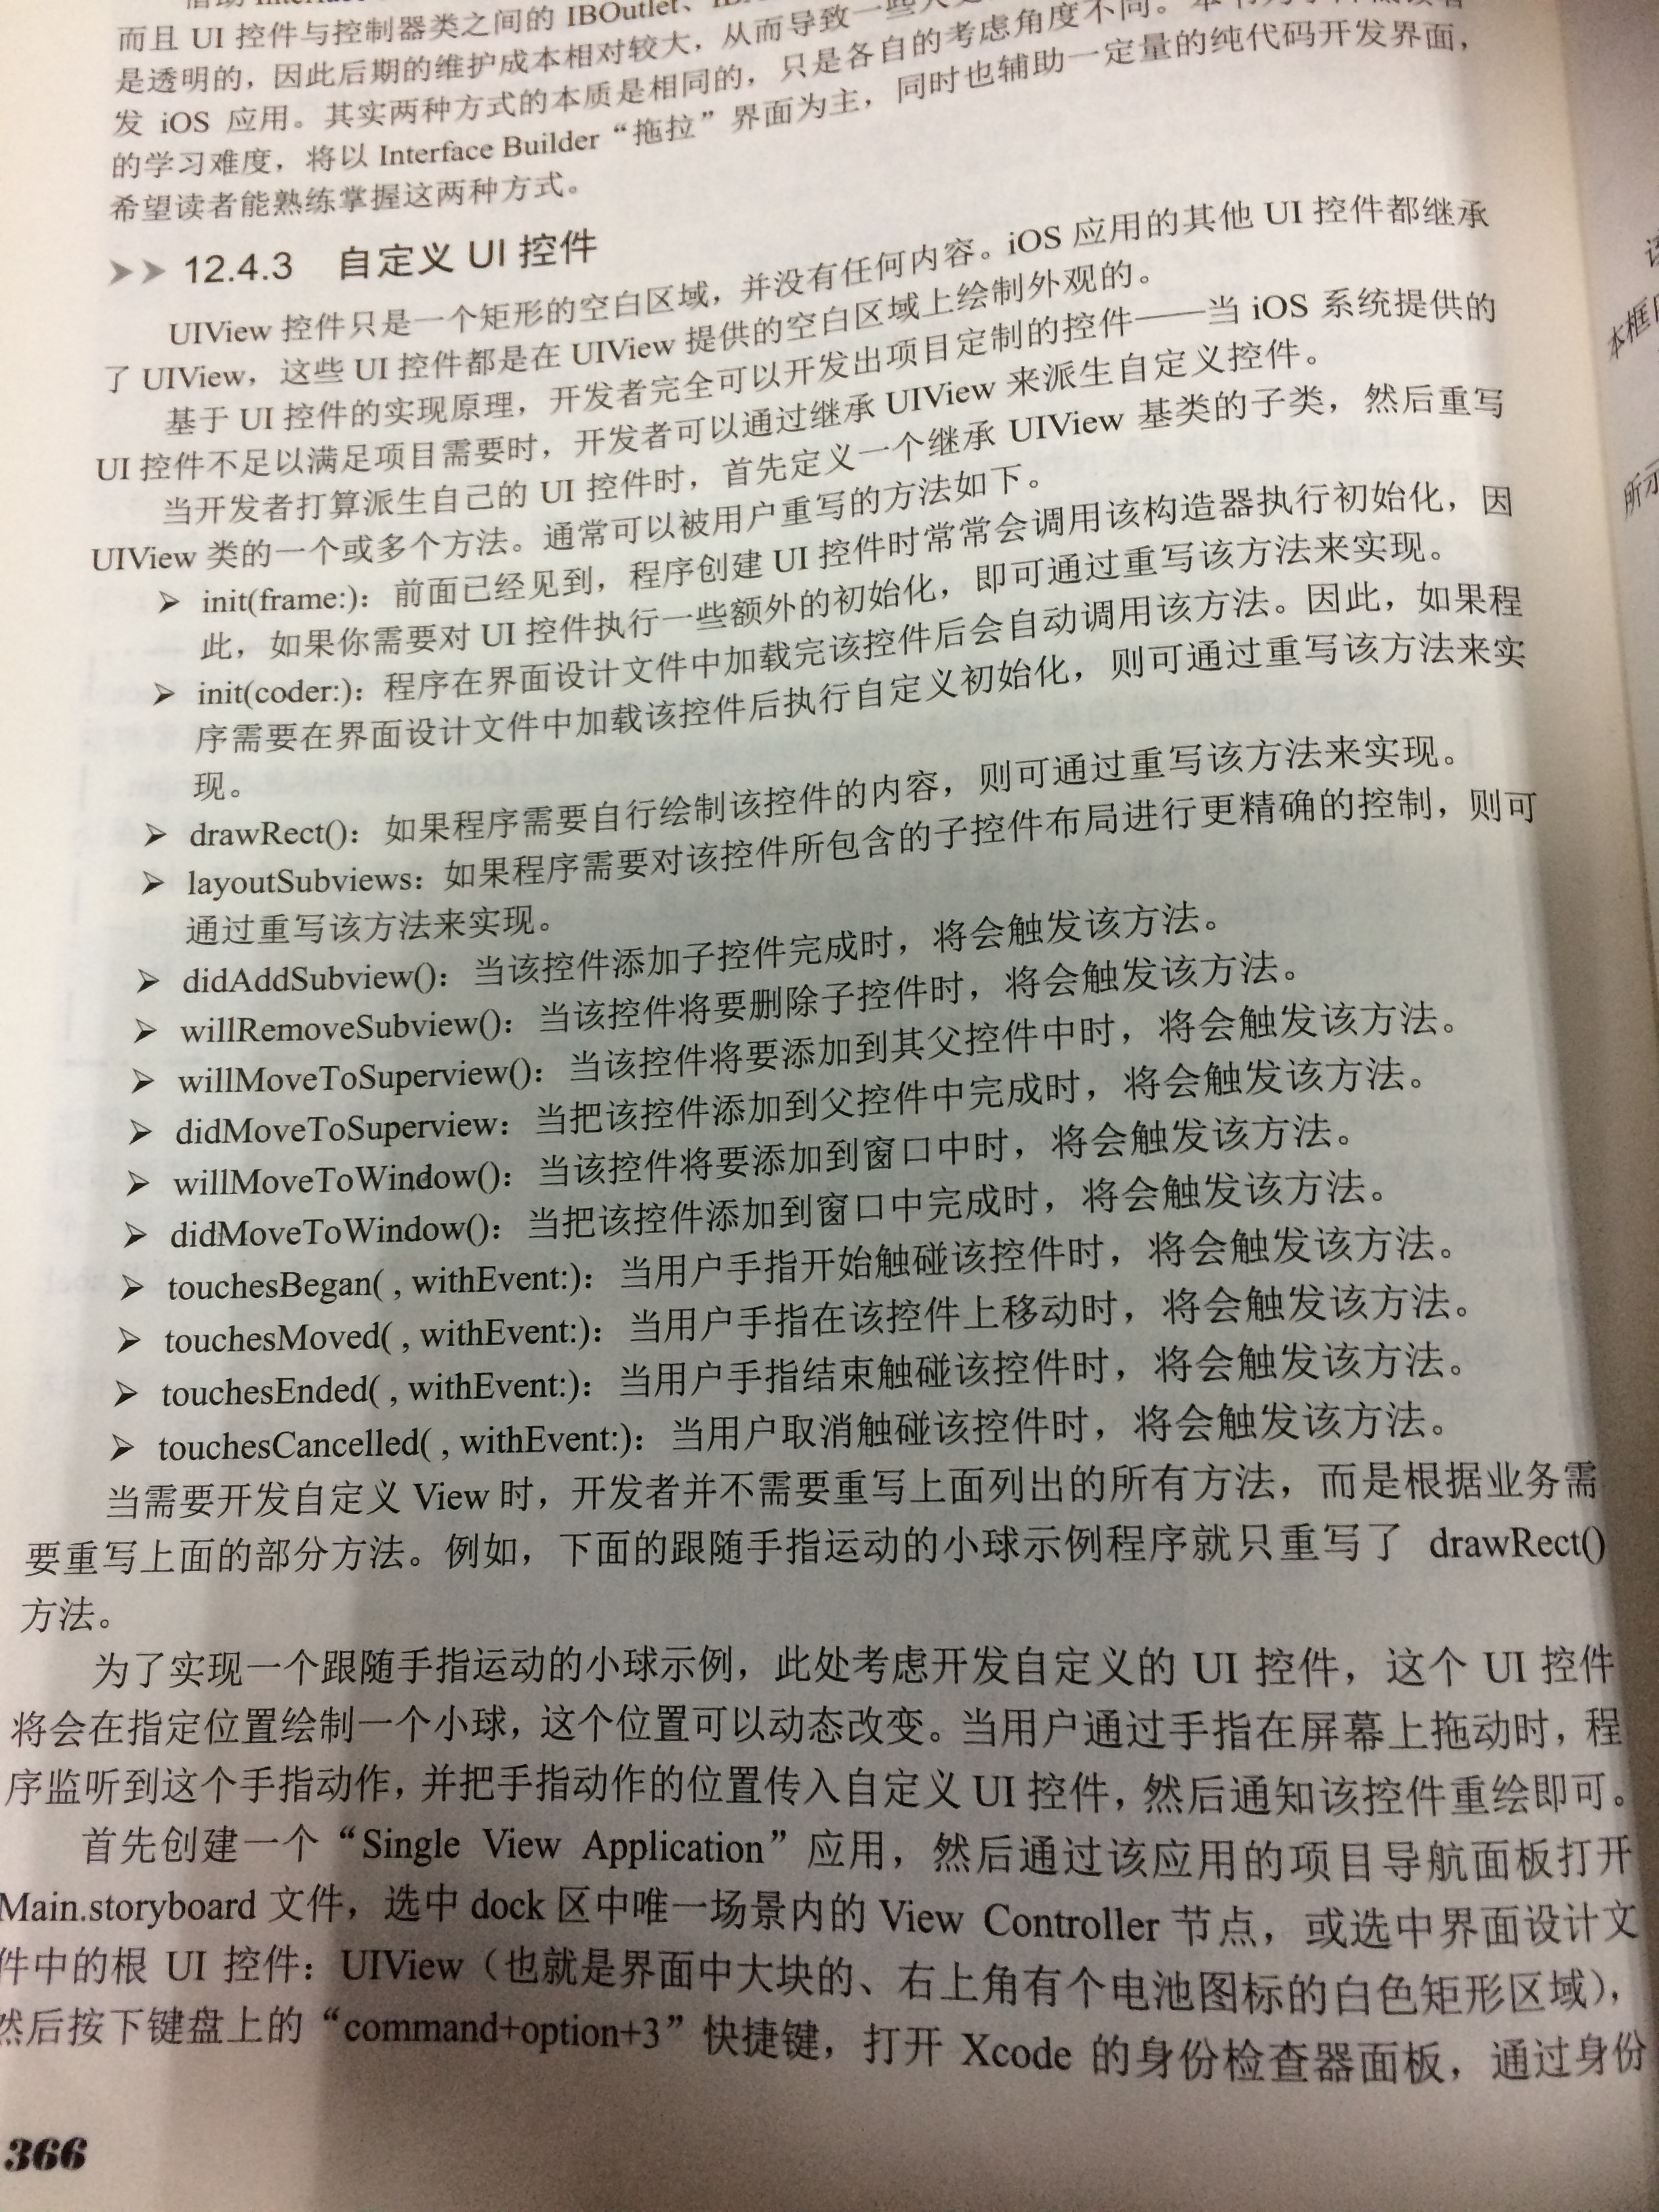 而且 UI 控件与控制器类之间的 IBOutlet、
是透明的，因此后期的维护成本相对较大，从而导致一些
发 iOS 应用。其实两种方式的本质是相同的，只是各自的考虑角度不同。
的学习难度，将以 Interface Builder“拖拉”界面为主，同时也辅助一定量的纯代码开发界面，
希望读者能熟练掌握这两种方式。
12.4.3 自定义 UI 控件
UIView 控件只是一个矩形的空白区域，并没有任何内容。iOS 应用的其他 UI 控件都继承
了 UIView，这些 UI 控件都是在 UIView 提供的空白区域上绘制外观的。
基于 UI 控件的实现原理，开发者完全可以开发出项目定制的控件——当 iOS 系统提供的
UI 控件不足以满足项目需要时，开发者可以通过继承 UIView 来派生自定义控件。
当开发者打算派生自己的 UI 控件时，首先定义一个继承 UIView 基类的子类，然后重写
UIView 类的一个或多个方法。通常可以被用户重写的方法如下。
➢ init(frame:)：前面已经见到，程序创建 UI 控件时常常会调用该构造器执行初始化，因
此，如果你需要对 UI 控件执行一些额外的初始化，即可通过重写该方法来实现。
➢ init(coder:)：程序在界面设计文件中加载完该控件后会自动调用该方法。因此，如果程
序需要在界面设计文件中加载该控件后执行自定义初始化，则可通过重写该方法来实
现。
➢ drawRect()：如果程序需要自行绘制该控件的内容，则可通过重写该方法来实现。
➢ layoutSubviews：如果程序需要对该控件所包含的子控件布局进行更精确的控制，则可
通过重写该方法来实现。
➢ didAddSubview()：当该控件添加子控件完成时，将会触发该方法。
➢ willRemoveSubview()：当该控件将要删除子控件时，将会触发该方法。
➢ willMoveToSuperview()：当该控件将要添加到其父控件中时，将会触发该方法。
➢ didMoveToSuperview：当把该控件添加到父控件中完成时，将会触发该方法。
➢ willMoveToWindow()：当该控件将要添加到窗口中时，将会触发该方法。
➢ didMoveToWindow()：当把该控件添加到窗口中完成时，将会触发该方法。
➢ touchesBegan( , withEvent:)：当用户手指开始触碰该控件时，将会触发该方法。
➢ touchesMoved( , withEvent:)：当用户手指在该控件上移动时，将会触发该方法。
➢ touchesEnded( , withEvent:)：当用户手指结束触碰该控件时，将会触发该方法。
➢ touchesCancelled( , withEvent:)：当用户取消触碰该控件时，将会触发该方法。
当需要开发自定义 View 时，开发者并不需要重写上面列出的所有方法，而是根据业务需
要重写上面的部分方法。例如，下面的跟随手指运动的小球示例程序就只重写了 drawRect()
方法。
为了实现一个跟随手指运动的小球示例，此处考虑开发自定义的 UI 控件，这个 UI 控件
将会在指定位置绘制一个小球，这个位置可以动态改变。当用户通过手指在屏幕上拖动时，程
序监听到这个手指动作，并把手指动作的位置传入自定义 UI 控件，然后通知该控件重绘即可。
首先创建一个“Single View Application”应用，然后通过该应用的项目导航面板打开
Main.storyboard 文件，选中 dock 区中唯一场景内的 View Controller 节点，或选中界面设计文
件中的根 UI 控件：UIView（也就是界面中大块的、右上角有个电池图标的白色矩形区域），
然后按下键盘上的“command+option+3”快捷键，打开 Xcode 的身份检查器面板，通过身份
366
本框
所示